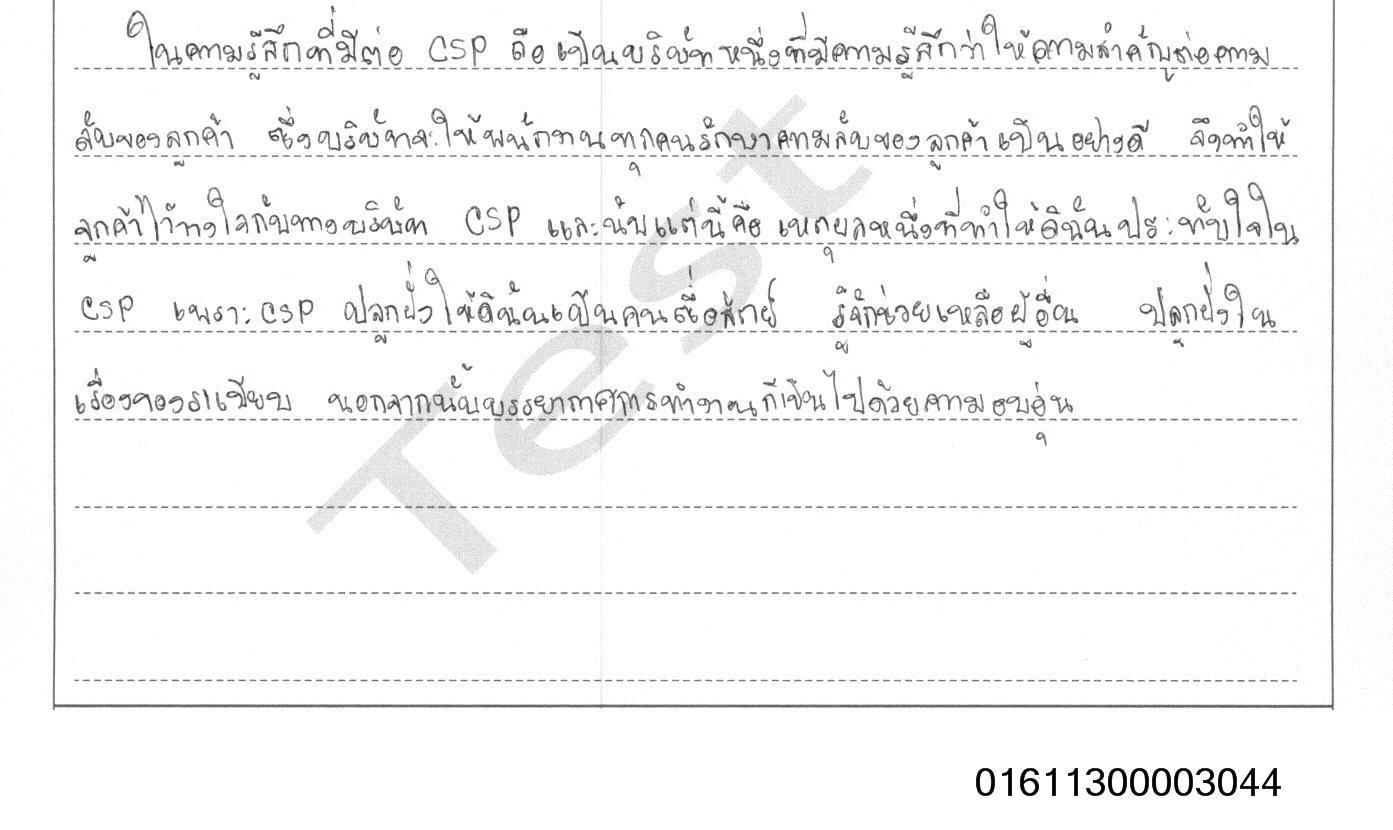 ในความรู้สึกที่มีต่อ CSP ถือเป็นบริษัทหนึ่งที่มีความรู้สึกว่าให้ความสำคัญต่อความ
ลับของลูกค้า ซึ่งบริษัทจะให้พนักงานทุกคนรักษาความลับของลูกค้าเป็นอย่างดี จึงทำให้
ลูกค้าไว้วางใจกับทางบริษัท CSP และนับแต่นี้คือ เหตุผลหนึ่งที่ทำให้ดิฉันประทับใจใน
CSP เพราะ CSP ปลูกฝั่งให้ดิฉันเป็นคนซื่อสัตย์ รู้จักช่วยเหลือผู้อื่น ปลูกฝั่งใน
เรื่องของระเบียบ นอกจากนั้นบรรยากาศการทำงานก็เป็นไปด้วยความอบอุ่น
Test
01611300003044